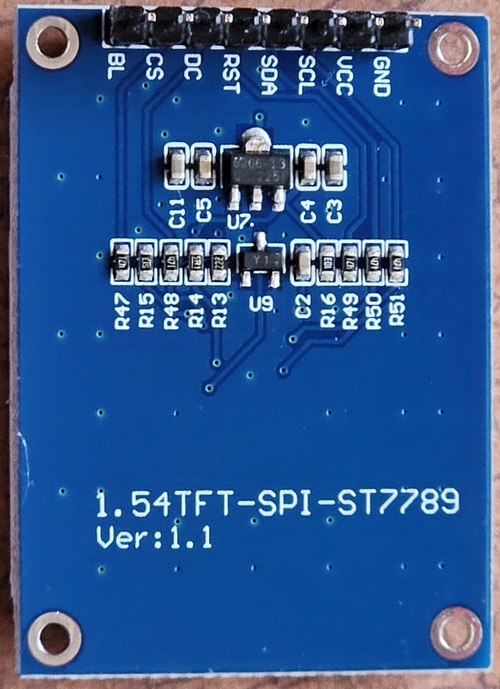 BL CS DC RST SDA SCL VCC GND
C11 C5 U7 C4 C3
Y1
R47 R15 R48 R14 R13 U9 C2 R16 R49 R50 R51
1.54TFT-SPI-ST7789
Ver:1.1